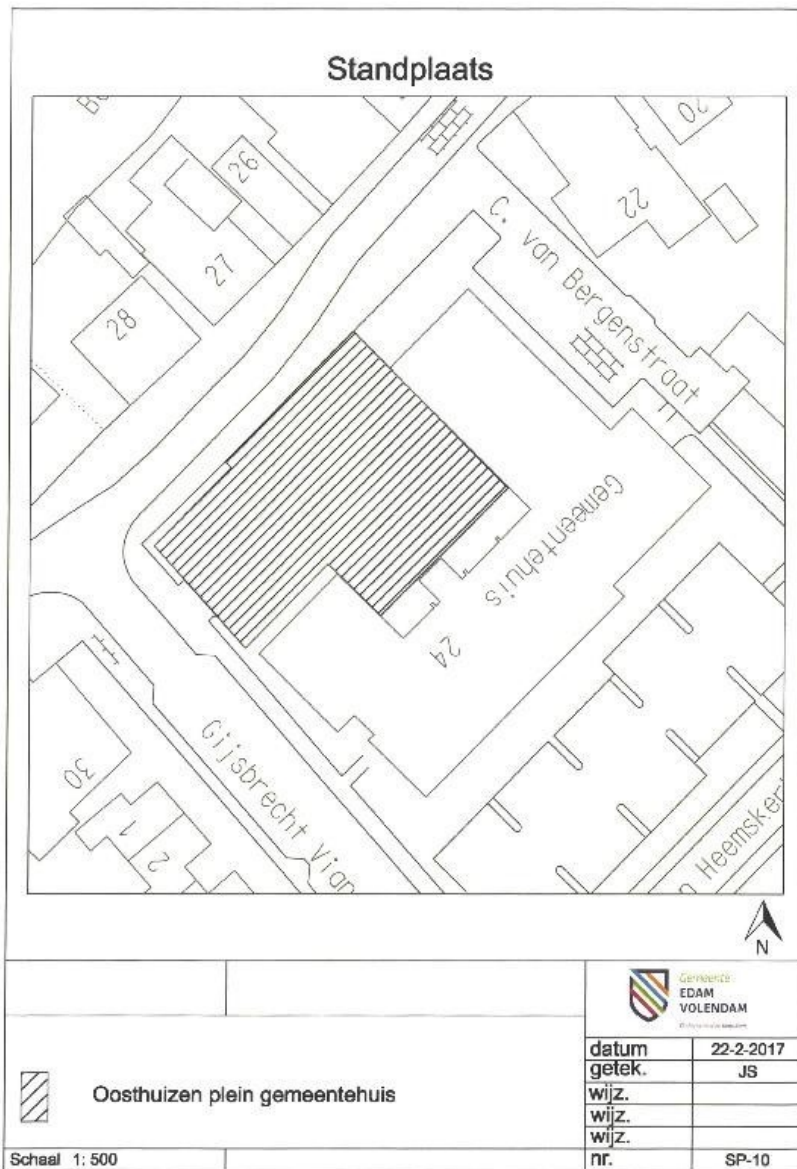 Standplaats
26
27
28
20
22
C. van Bergenstraat
Gemeentehuis
24
Gijsbrecht Vian
30
1
2
Heemsker
N
Gemeente
EDAM
VOLENDAM
datum 22-2-2017
getek. JS
wijz.
wijz.
wijz.
nr. SP-10
Oosthuizen plein gemeentehuis
Schaal 1: 500